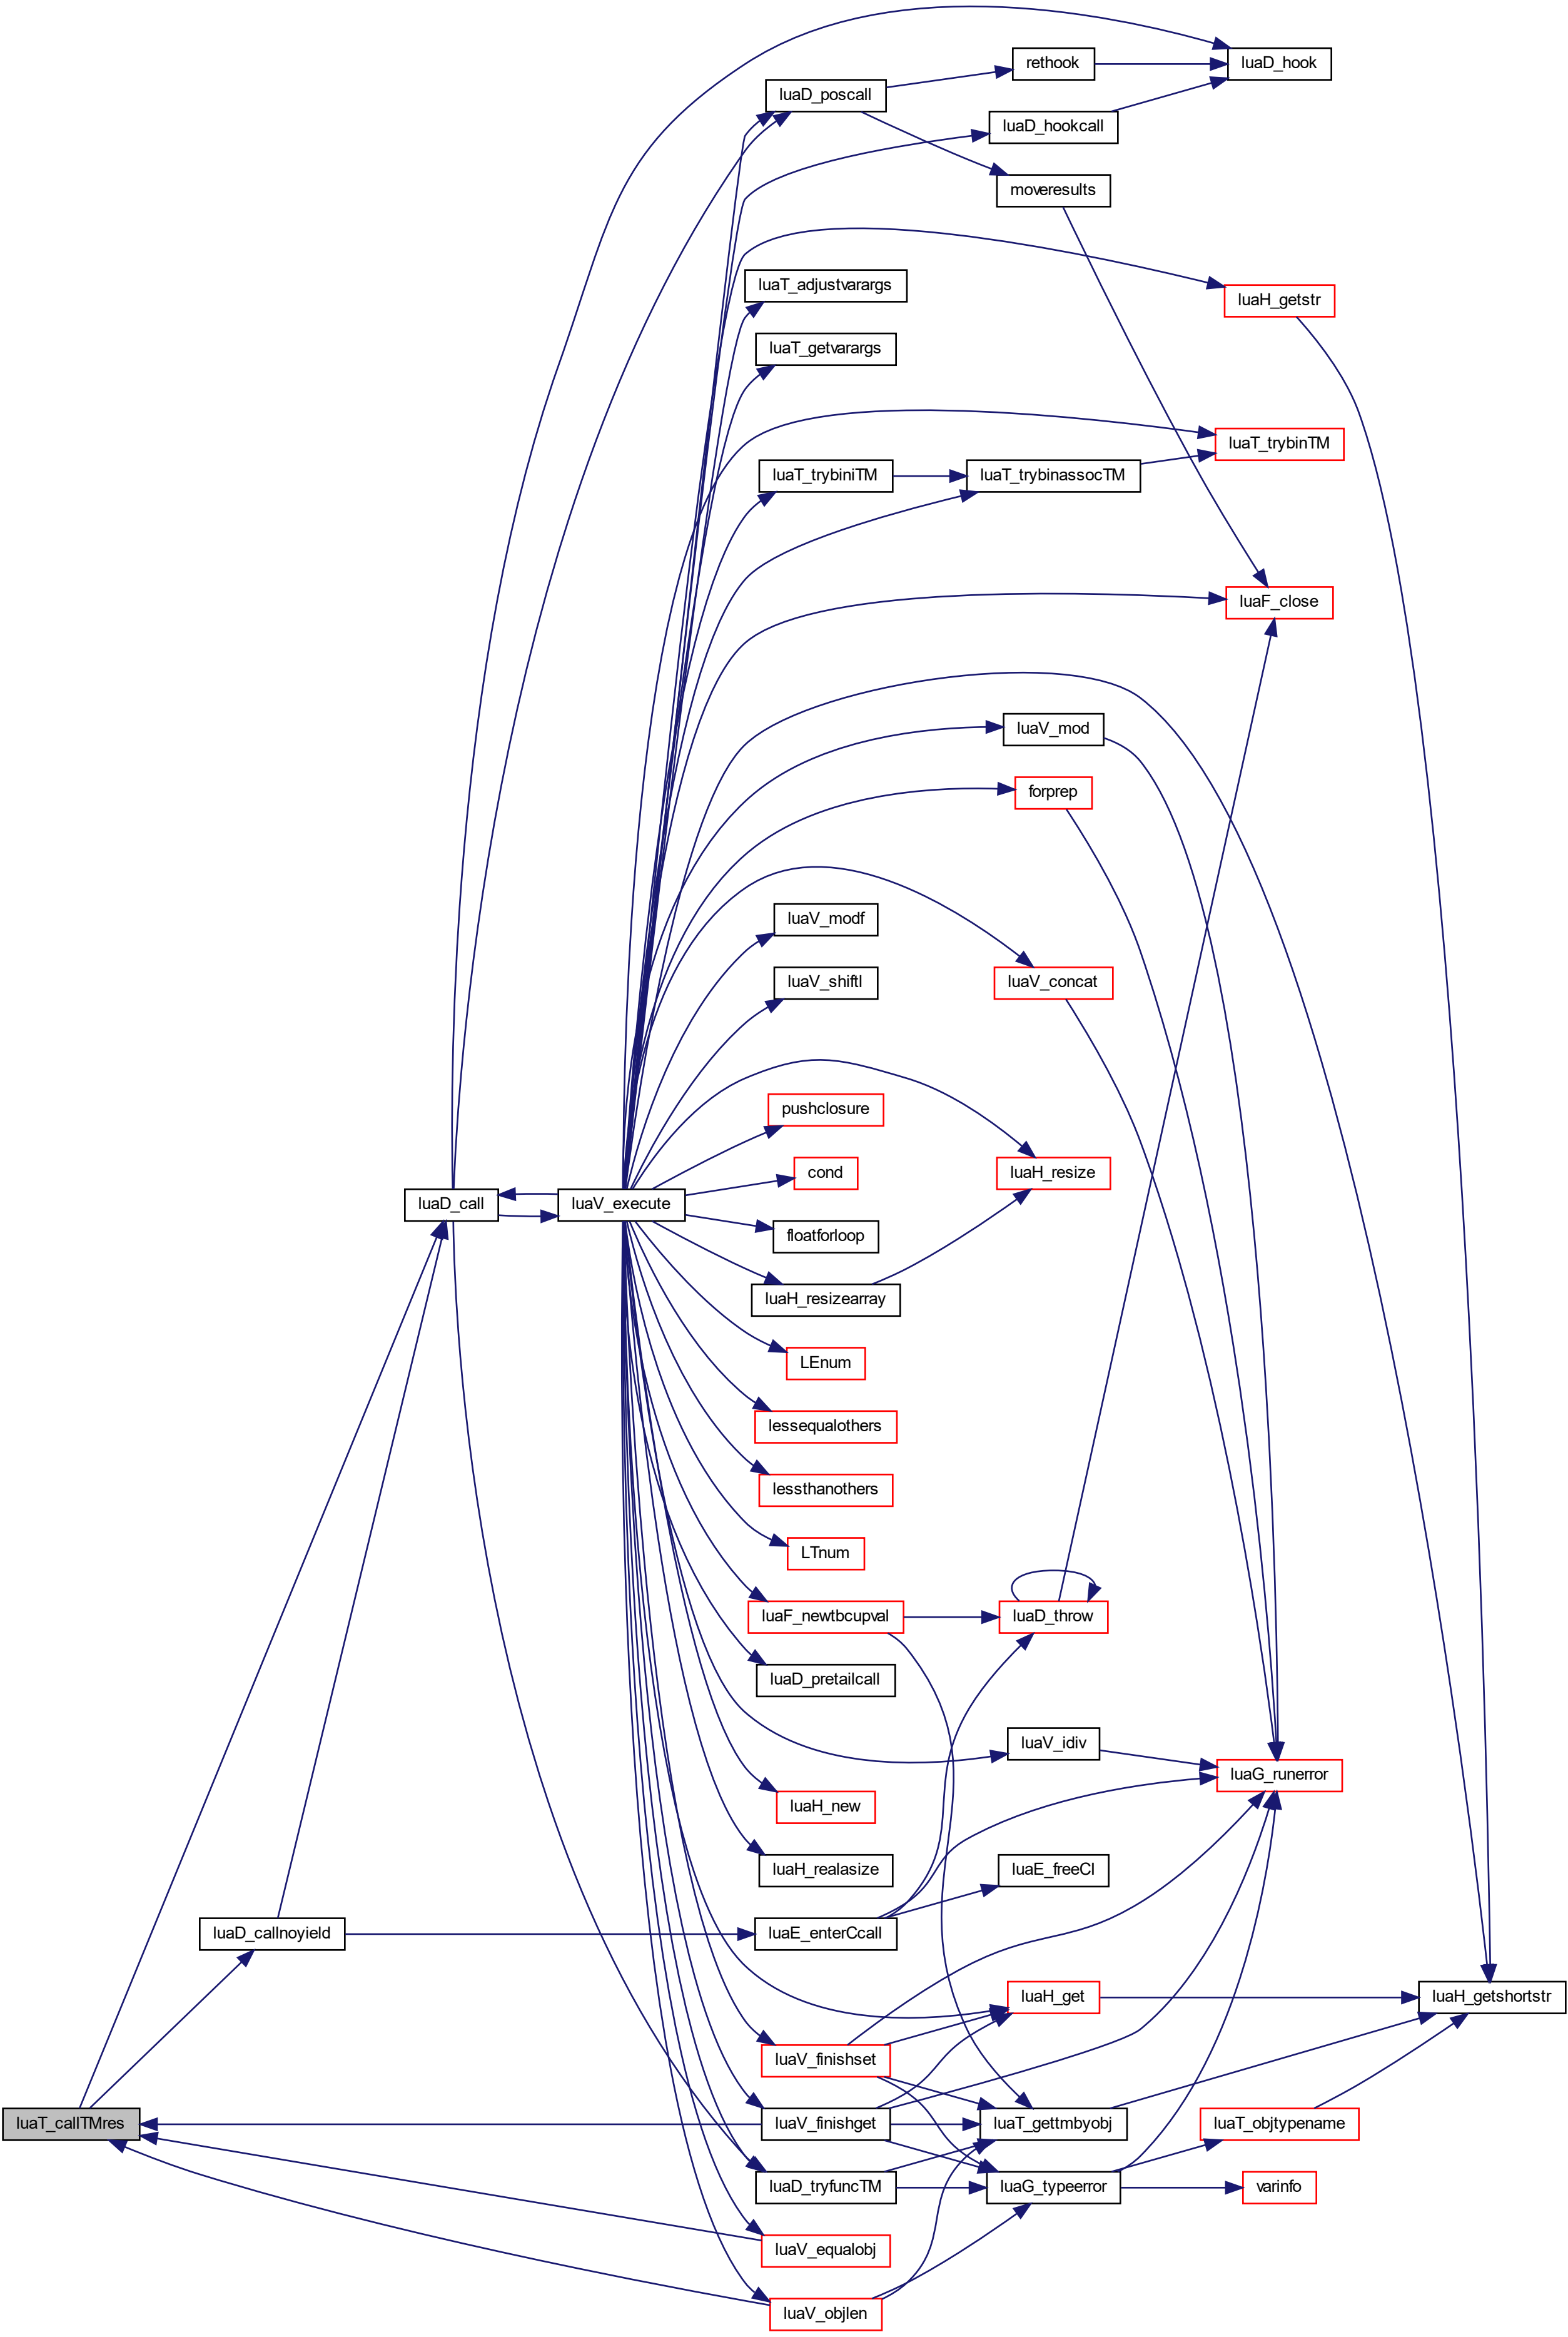 rethook
luaD_hook
luaD_poscall
luaD_hookcall
moveresults
luaT_adjustvarargs
luaH_getstr
luaT_getvarargs
luaT_trybinTM
luaT_trybiniTM
luaT_trybinassocTM
luaF_close
luaV_mod
forprep
luaV_modf
luaV_concat
luaV_shiftl
pushclosure
cond
luaH_resize
luaD_call
luaV_execute
floatforloop
luaH_resizearray
LEnum
lessequalothers
lessthanothers
LTnum
luaF_newtbcupval
luaD_throw
luaD_pretailcall
luaV_idiv
luaG_runerror
luaH_new
luaH_realasize
luaE_freeCI
luaD_callnoyield
luaE_enterCcall
luaH_get
luaH_getshortstr
luaV_finishset
luaT_callTMres
luaV_finishget
luaT_gettmbyobj
luaT_objtypename
luaD_tryfuncTM
luaG_typeerror
varinfo
luaV_equalobj
luaV_objlen